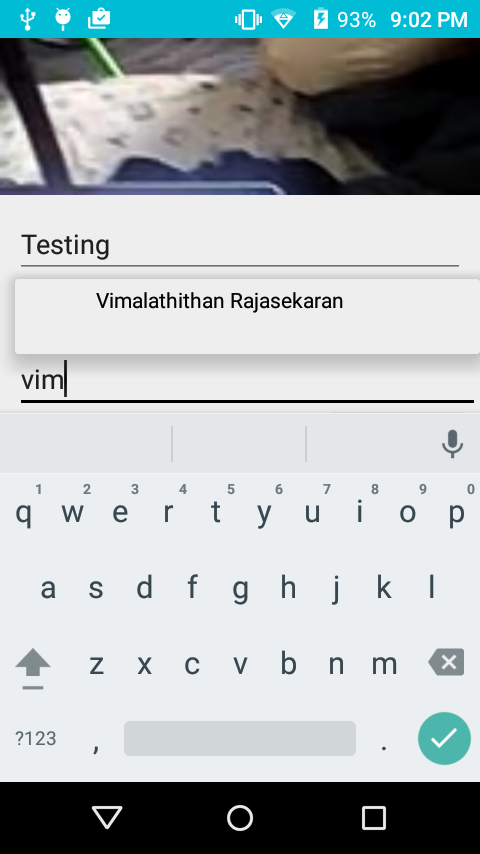 93% 9:02 PM
Testing
Vimalathithan Rajasekaran
vim
1 2 3 4 5 6 7 8 9 0
q w e r t y u i o p
a s d f g h j k l
z x c v b n m
?123 , .